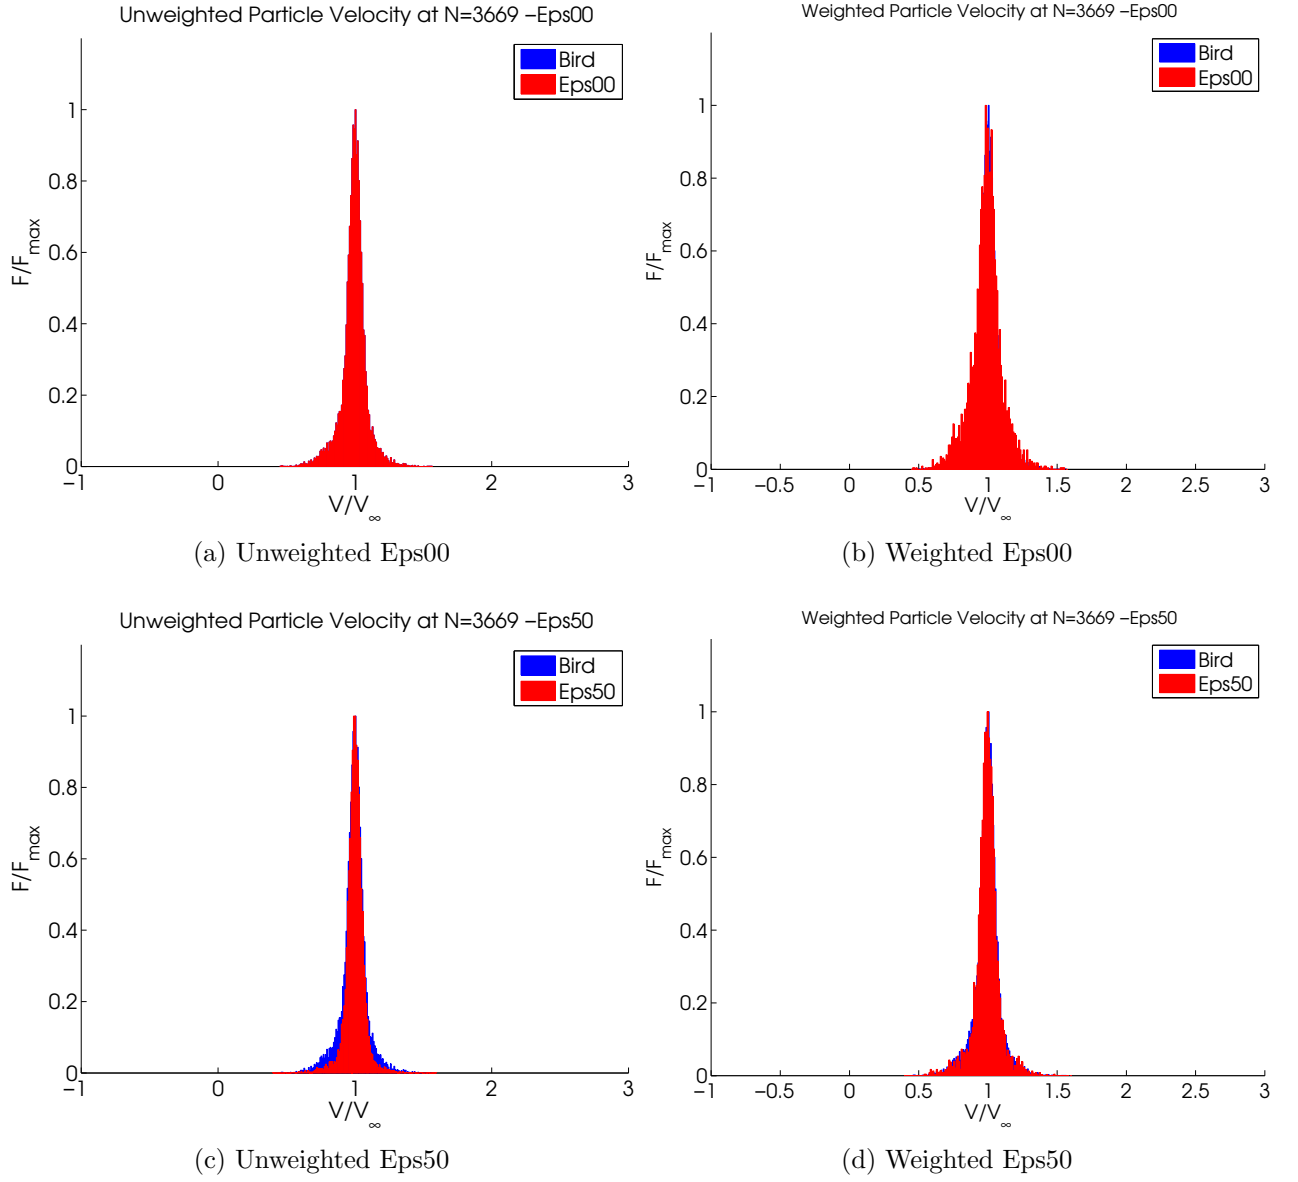 Unweighted Particle Velocity at N=3669 –Eps00
Bird
Eps00
1
0.8
0.6
0.4
0.2
0
F/F_max
−1 0 1 2 3
V/V_∞
(a) Unweighted Eps00
Weighted Particle Velocity at N=3669 –Eps00
Bird
Eps00
1
0.8
0.6
0.4
0.2
0
F/F_max
−1 −0.5 0 0.5 1 1.5 2 2.5 3
V/V_∞
(b) Weighted Eps00
Unweighted Particle Velocity at N=3669 –Eps50
Bird
Eps50
1
0.8
0.6
0.4
0.2
0
F/F_max
−1 0 1 2 3
V/V_∞
(c) Unweighted Eps50
Weighted Particle Velocity at N=3669 –Eps50
Bird
Eps50
1
0.8
0.6
0.4
0.2
0
F/F_max
−1 −0.5 0 0.5 1 1.5 2 2.5 3
V/V_∞
(d) Weighted Eps50